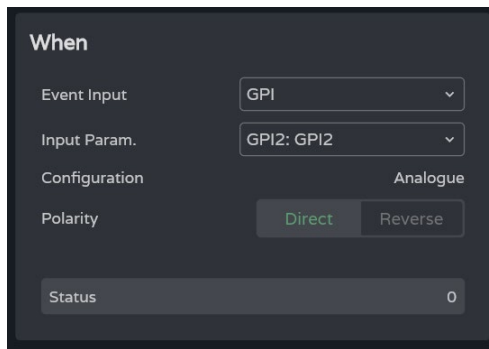 When
Event Input GPI
Input Param. GPI2: GPI2
Configuration Analogue
Polarity Direct Reverse
Status 0